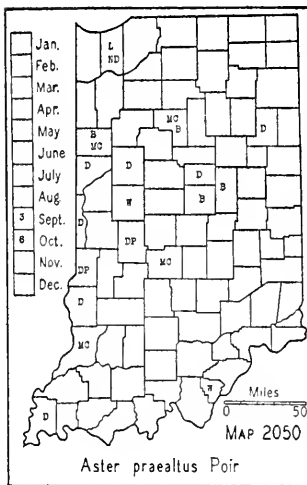 Jan.
Feb.
Mar.
Apr.
May
June
July
Aug.
3 Sept.
6 Oct.
Nov.
Dec.
L
ND
MC
B
B
MC
D
D
D
D
B
W
B
D
DP
DP
MC
D
MC
W
D
Miles
0 50
MAP 2050
Aster praealtus Poir